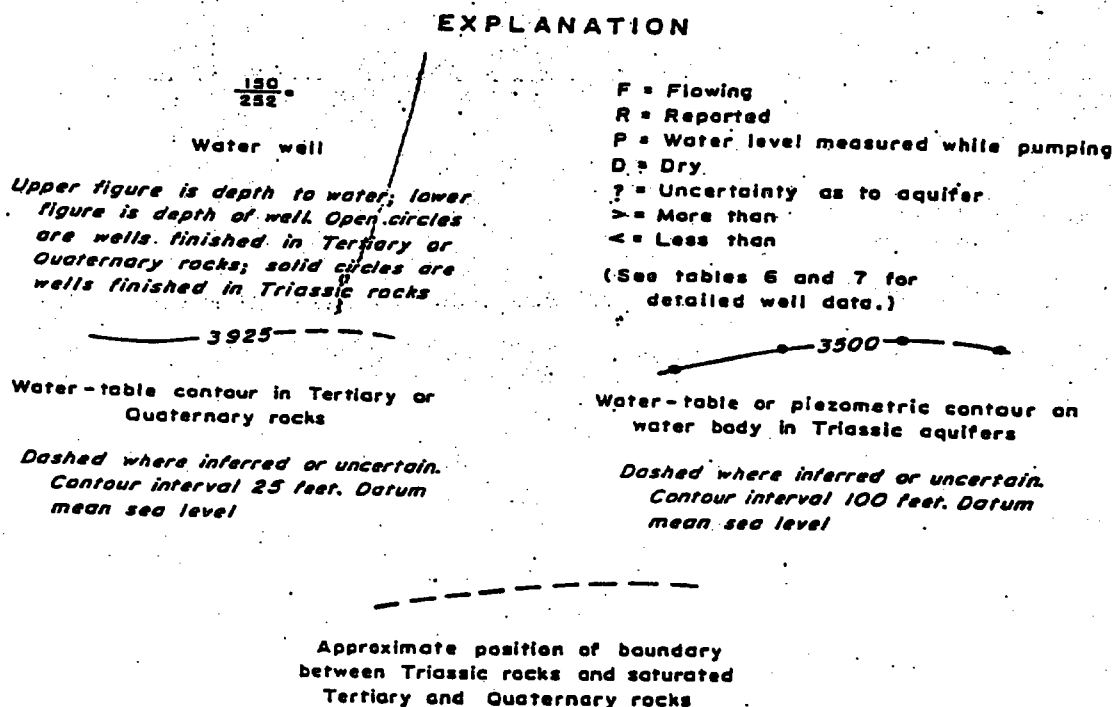 EXPLANATION
150
252
Water well
Upper figure is depth to water; lower
figure is depth of well. Open circles
are wells finished in Tertiary or
Quaternary rocks; solid circles are
wells finished in Triassic rocks
F = Flowing
R = Reported
P = Water level measured while pumping
D = Dry
? = Uncertainty as to aquifer
> = More than
< = Less than
(See tables 6 and 7 for
detailed well data.)
3925
Water-table contour in Tertiary or
Quaternary rocks
Dashed where inferred or uncertain.
Contour interval 25 feet. Datum
mean sea level
3500
Water-table or piezometric contour on
water body in Triassic aquifers
Dashed where inferred or uncertain.
Contour interval 100 feet. Datum
mean sea level
Approximate position of boundary
between Triassic rocks and saturated
Tertiary and Quaternary rocks